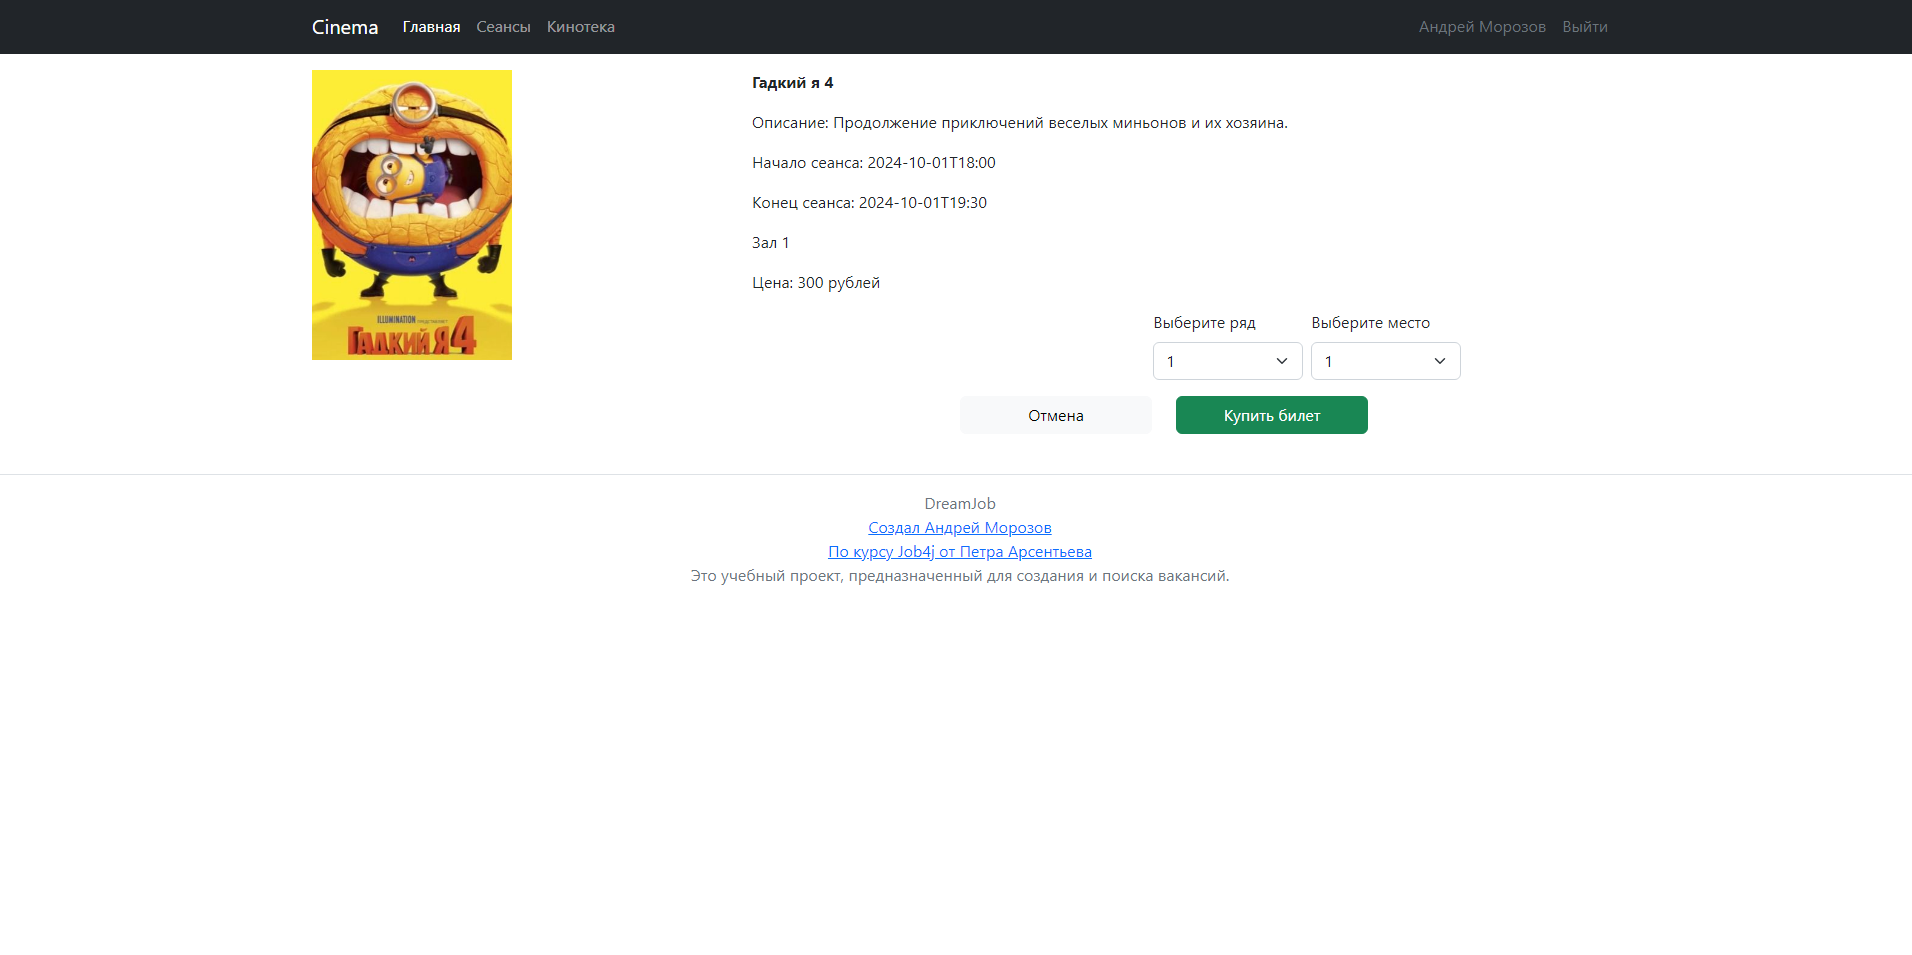 Cinema Главная Сеансы Кинотека Андрей Морозов Выйти
Гадкий я 4
Описание: Продолжение приключений веселых миньонов и их хозяина.
Начало сеанса: 2024-10-01T18:00
Конец сеанса: 2024-10-01T19:30
Зал 1
Цена: 300 рублей
ILLUMINATION ПРЕДСТАВЛЯЕТ
ГАДКИЙ Я 4
Выберите ряд Выберите место
1 1
Отмена Купить билет
DreamJob
Создал Андрей Морозов
По курсу Job4j от Петра Арсентьева
Это учебный проект, предназначенный для создания и поиска вакансий.